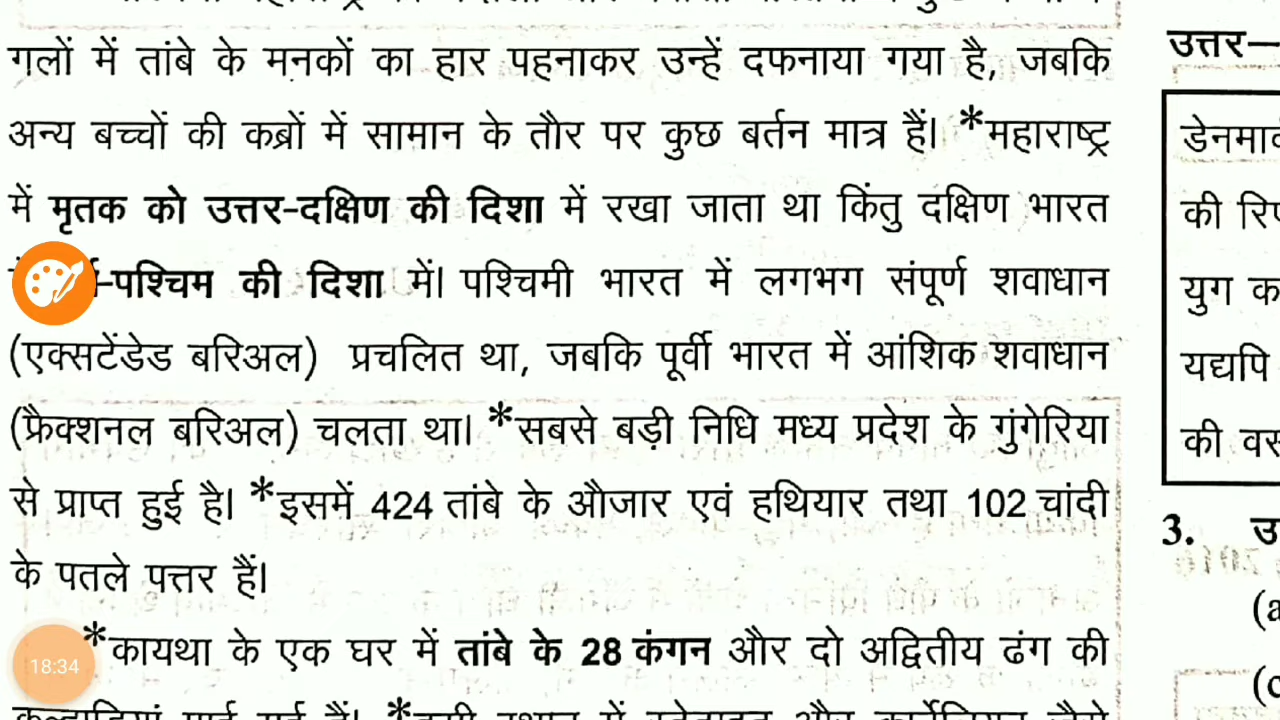 गलों में तांबे के मनकों का हार पहनाकर उन्हें दफनाया गया है, जबकि
अन्य बच्चों की कब्रों में सामान के तौर पर कुछ बर्तन मात्र हैं। *महाराष्ट्र
में मृतक को उत्तर-दक्षिण की दिशा में रखा जाता था किंतु दक्षिण भारत
-पश्चिम की दिशा में। पश्चिमी भारत में लगभग संपूर्ण शवाधान
(एक्सटेंडेड बरिअल) प्रचलित था, जबकि पूर्वी भारत में आंशिक शवाधान
(फ्रैक्शनल बरिअल) चलता था। *सबसे बड़ी निधि मध्य प्रदेश के गुंगेरिया
से प्राप्त हुई है। *इसमें 424 तांबे के औजार एवं हथियार तथा 102 चांदी
के पतले पत्तर हैं।
*कायथा के एक घर में तांबे के 28 कंगन और दो अद्वितीय ढंग की
18:34
उत्तर–
की
युग
यद्यपि
की
3.
(a
(c